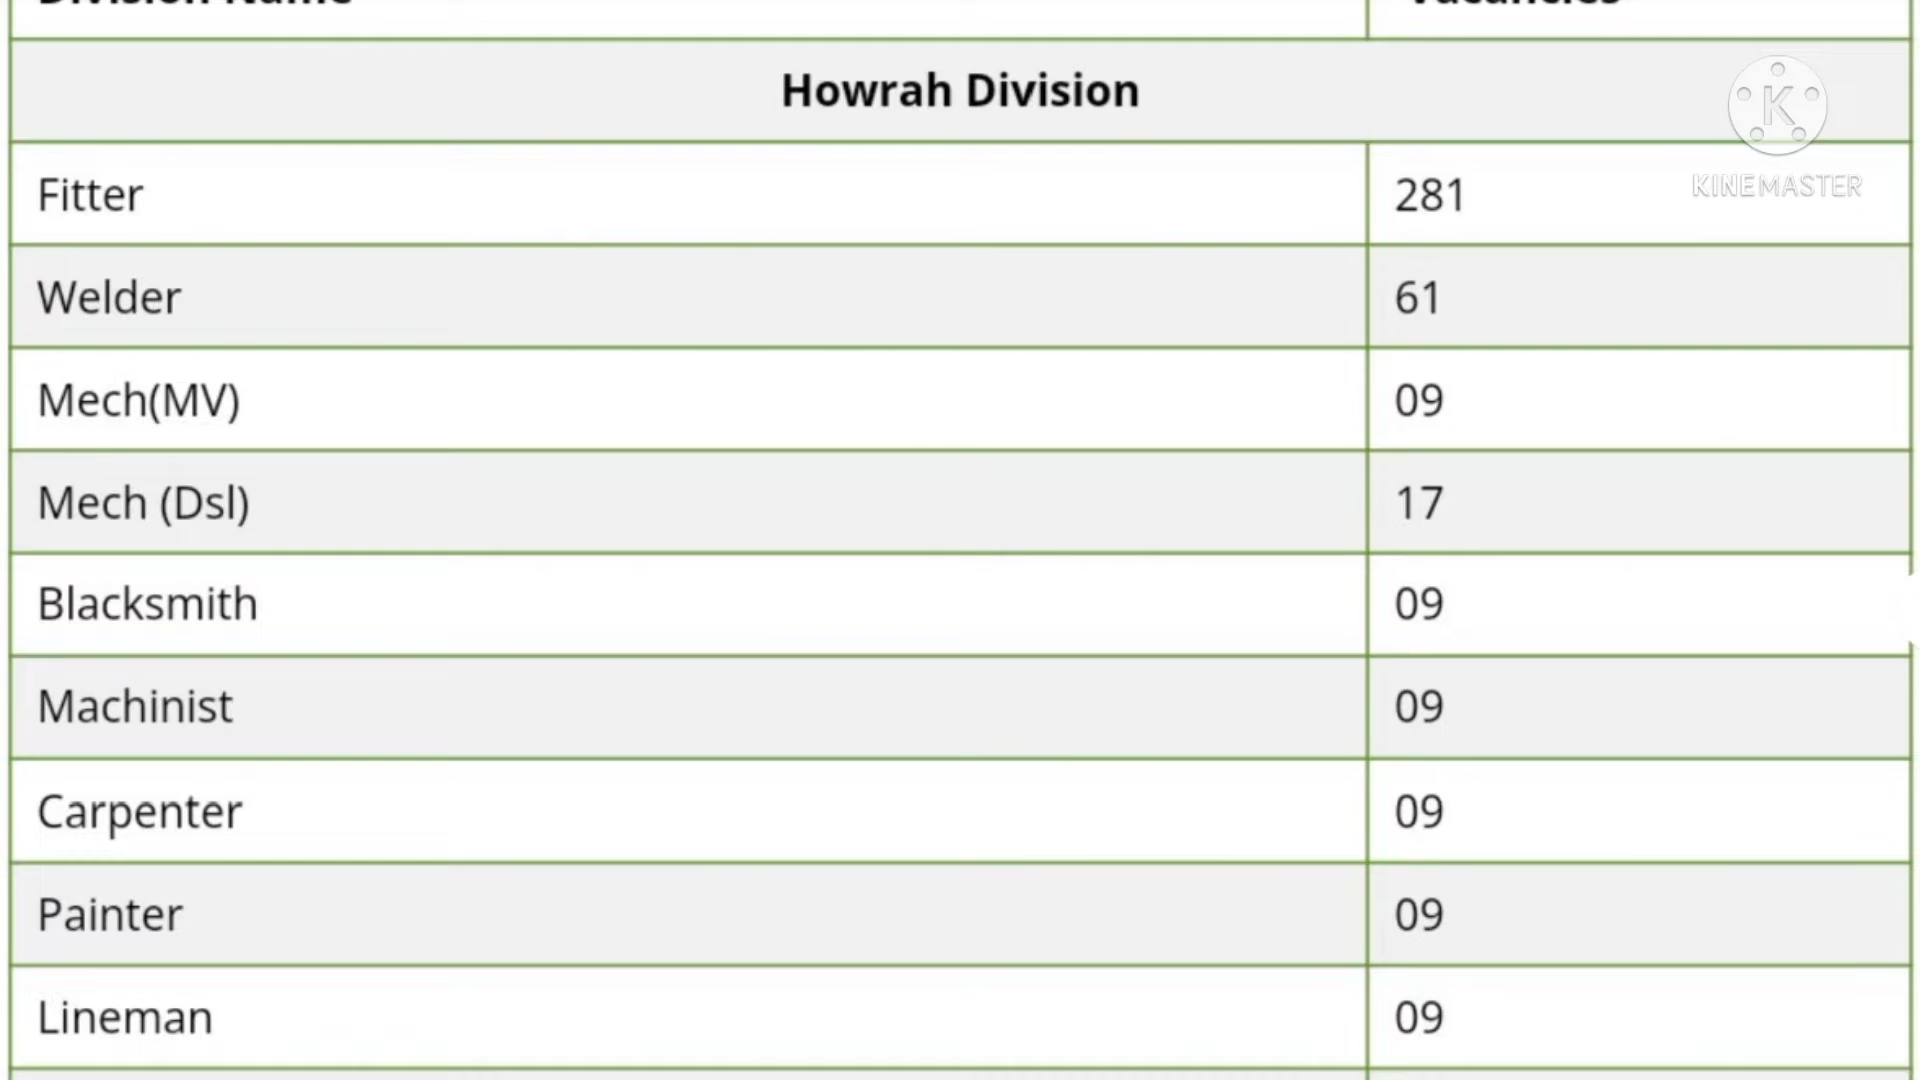 Division Name Vacancies
Howrah Division
Fitter 281
Welder 61
Mech(MV) 09
Mech (Dsl) 17
Blacksmith 09
Machinist 09
Carpenter 09
Painter 09
Lineman 09
K
KINEMASTER